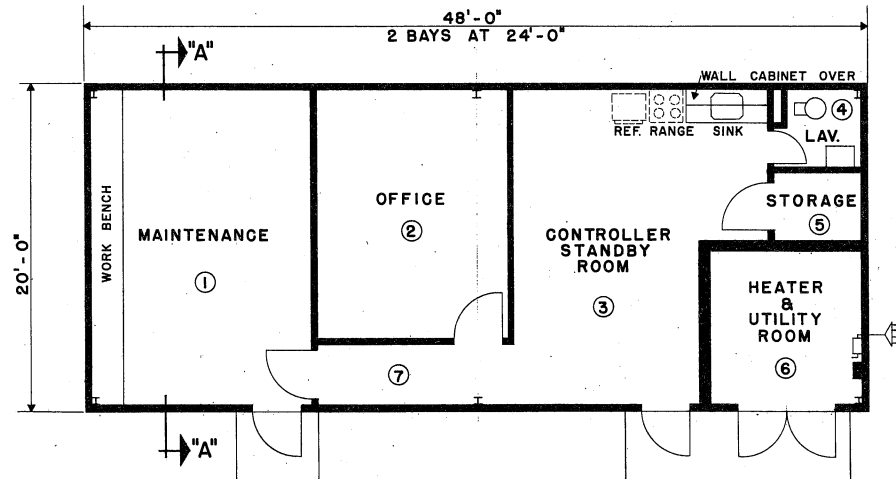 48'-0"
2 BAYS AT 24'-0"
"A"
WALL CABINET OVER
REF. RANGE SINK
4
LAV.
20'-0"
WORK BENCH
MAINTENANCE
1
OFFICE
2
CONTROLLER
STANDBY
ROOM
3
STORAGE
5
HEATER
&
UTILITY
ROOM
6
7
"A"